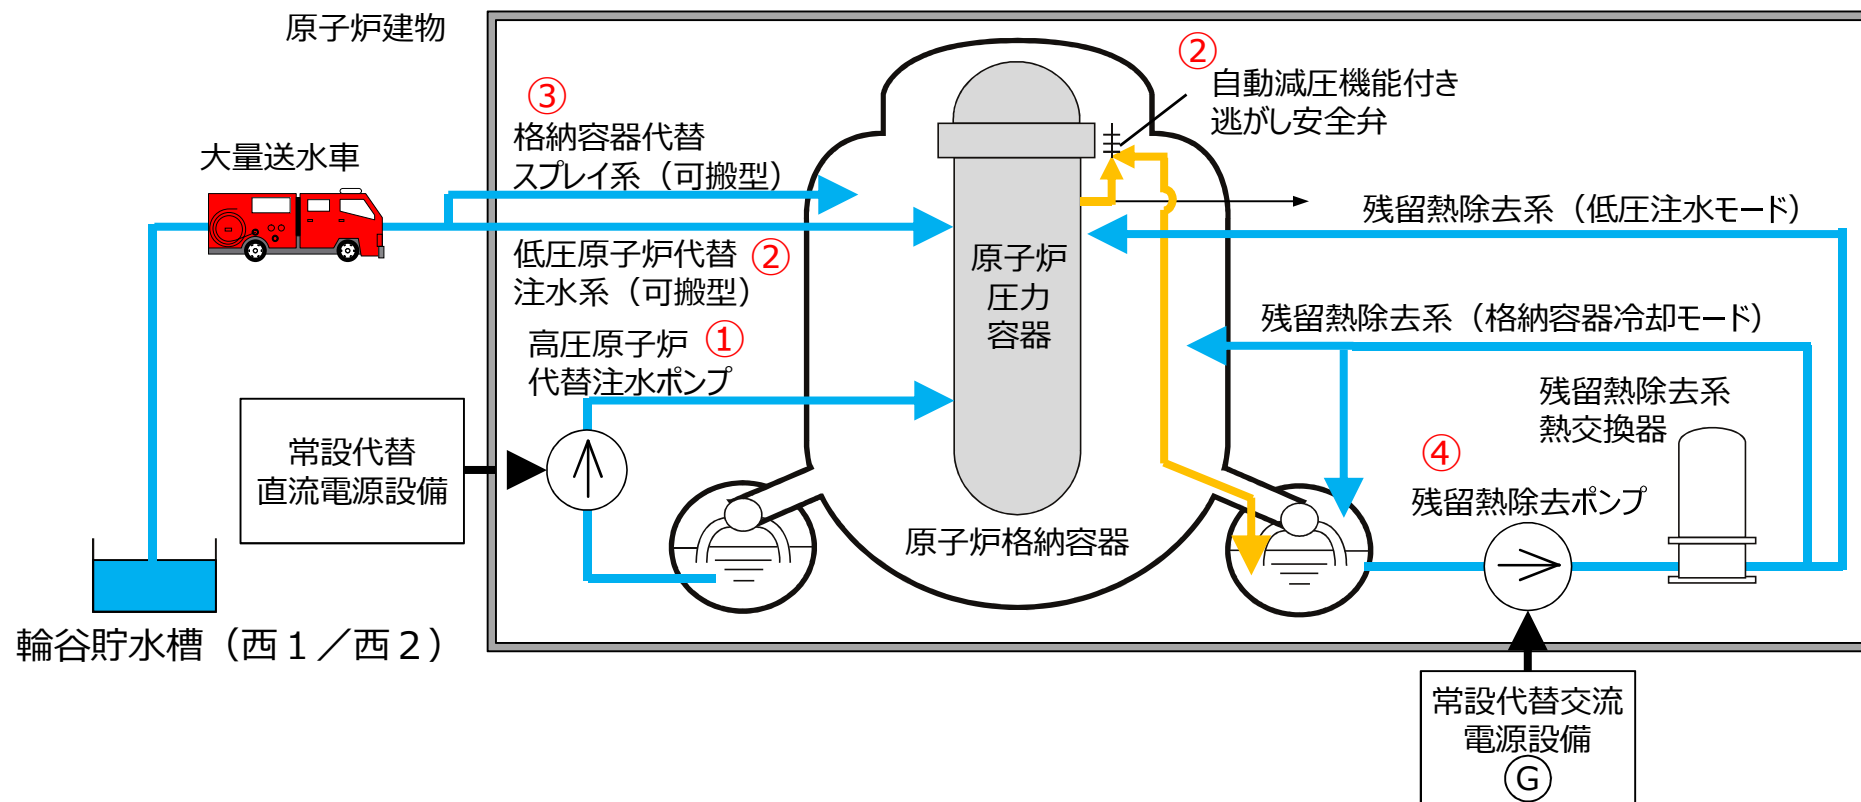 原子炉建物
②
自動減圧機能付き
逃がし安全弁
③
格納容器代替
スプレイ系（可搬型）
大量送水車
残留熱除去系（低圧注水モード）
低圧原子炉代替
注水系（可搬型）
②
原子炉
圧力
容器
残留熱除去系（格納容器冷却モード）
高圧原子炉
代替注水ポンプ
①
残留熱除去系
熱交換器
常設代替
直流電源設備
④
残留熱除去ポンプ
原子炉格納容器
輪谷貯水槽（西１／西２）
常設代替交流
電源設備
G